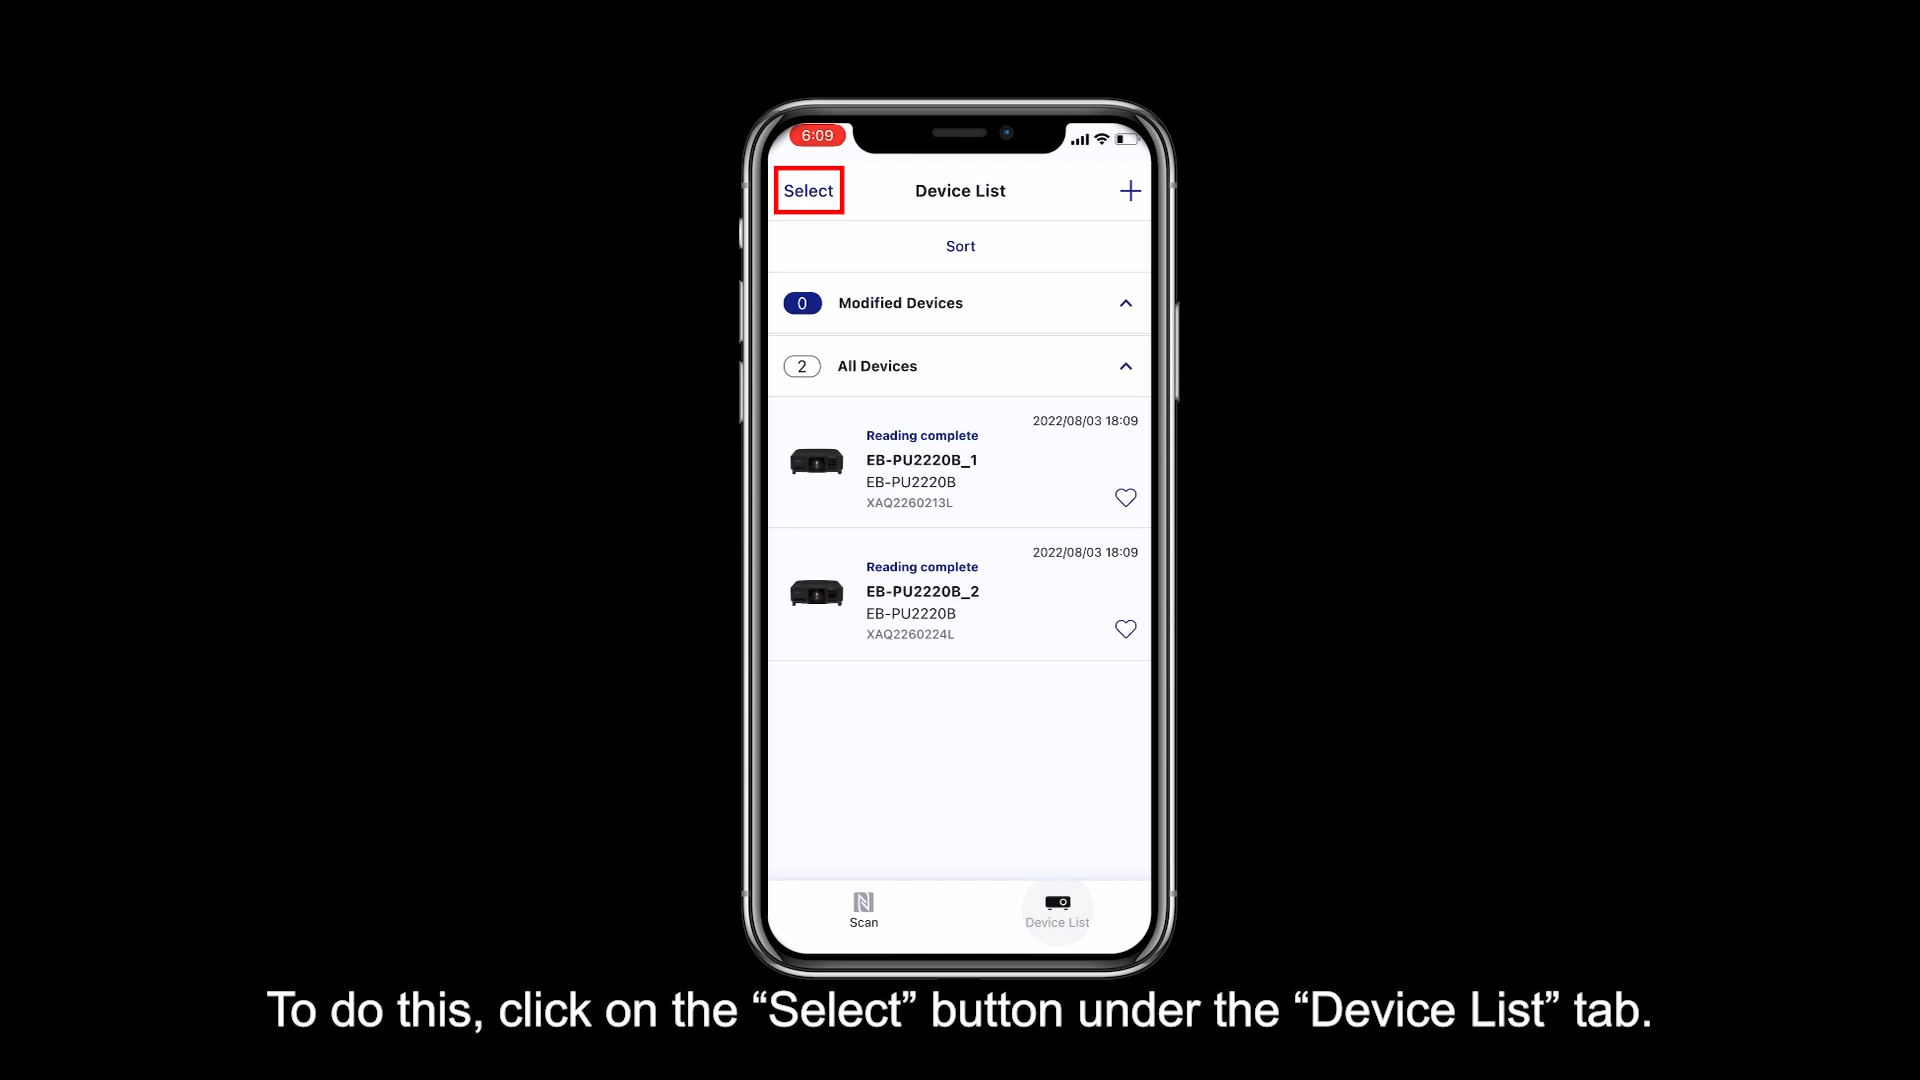 6:09
Select
Device List
Sort
0 Modified Devices
2 All Devices
2022/08/03 18:09
Reading complete
EB-PU2220B_1
EB-PU2220B
XAQ2260213L
2022/08/03 18:09
Reading complete
EB-PU2220B_2
EB-PU2220B
XAQ2260224L
Scan
Device List
To do this, click on the “Select” button under the “Device List” tab.